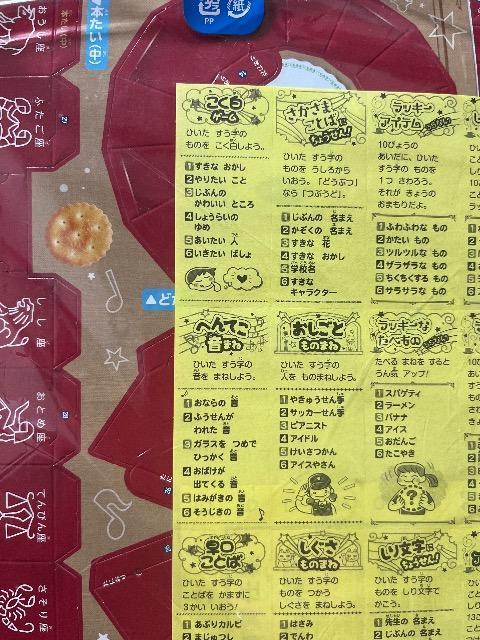 おうし座
ふたご座
しし座
おとめ座
てんびん座
さそり座
本たい(中)
紙
PP
こく白
ゲーム
ひいた すう字の
ものを こく白しよう。
1 すきな おかし
2 やりたい こと
3 じぶんの
かわいい ところ
4 しょうらいの
ゆめ
5 あいたい 人
6 いきたい ばしょ
さかさま
ことばに
ちょうせん!
ひいた すう字の
ものを うしろから
いおう。「どうぶつ」
なら「つぶうど」。
1 じぶんの 名まえ
2 かぞくの 名まえ
3 すきな 花
4 すきな おかし
5 学校名
6 すきな
キャラクター
ラッキー
アイテム
10びょうの
あいだに、ひいた
すう字の ものを
1つ さわろう。
それが きょうの
おまもりだよ。
1 ふわふわな もの
2 かたい もの
3 ツルツルな もの
4 ザラザラな もの
5 ちくちくする もの
6 サラサラな もの
へんてこ
音まね
ひいた すう字の
音を まねしよう。
1 おならの 音
2 ふうせんが
われた 音
3 ガラスを つめで
ひっかく 音
4 おばけが
出てくる 音
5 はみがきの 音
6 そうじきの 音
おしごと
ものまね
ひいた すう字の
人を ものまねしよう。
1 やきゅうせん手
2 サッカーせん手
3 ピアニスト
4 アイドル
5 けいさつかん
6 アイスやさん
ラッキーな
たべもの
たべる まねを すると
うん気 アップ!
1 スパゲティ
2 ラーメン
3 バナナ
4 アイス
5 おだんご
6 たこやき
早口
ことば
ひいた すう字の
ことばを かまずに
3かい いおう!
1 あぶりカルビ
2 まじゅつし
しぐさ
ものまね
ひいた すう字の
ものを つかう
しぐさを まねしよう。
1 はさみ
2 でんわ
しり文字に
ちょうせん!
ひいた すう字の
ものを しり文字で
かこう。
1 先生の 名まえ
2 じぶんの 名まえ